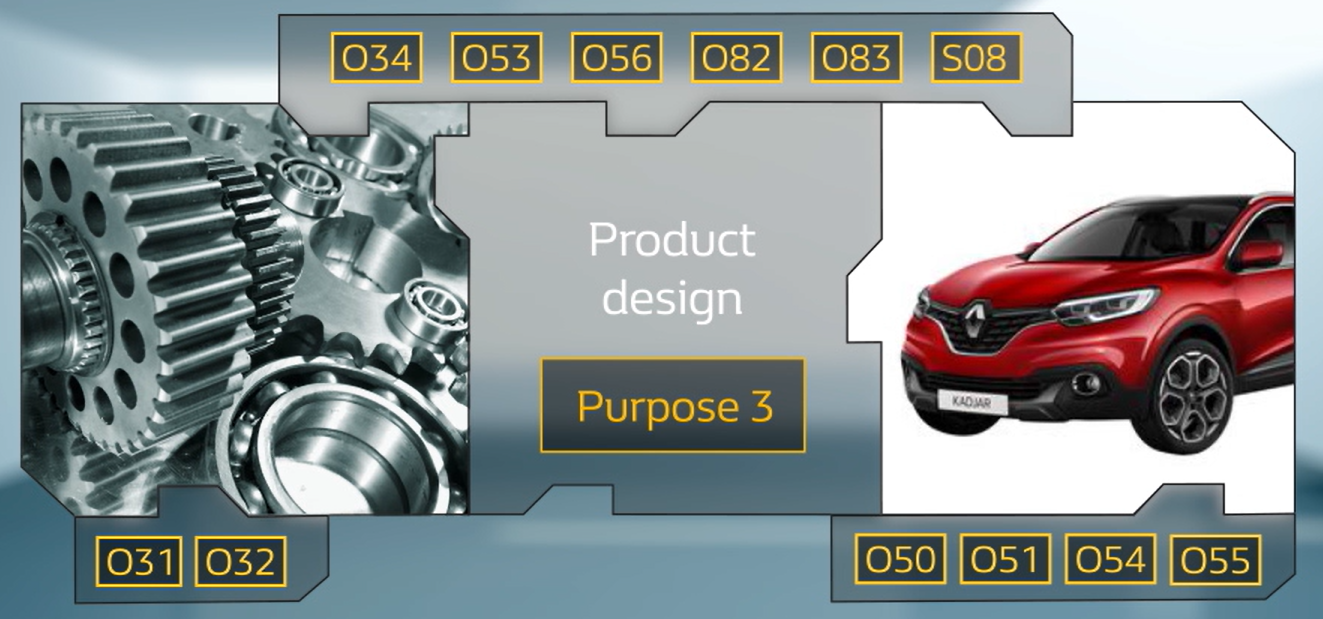 O34 O53 O56 O82 O83 S08
Product
design
Purpose 3
KADJAR
O31 O32
O50 O51 O54 O55